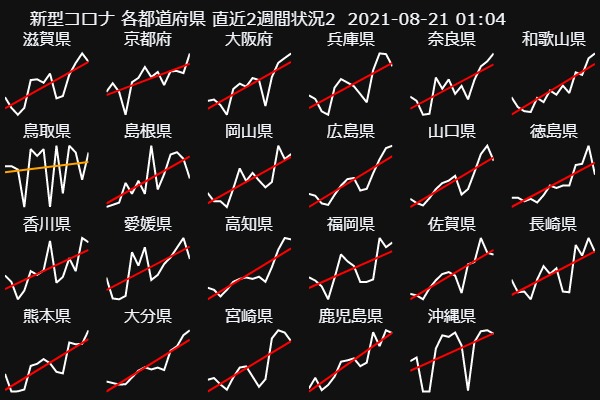 新型コロナ 各都道府県 直近2週間状況2 2021-08-21 01:04
滋賀県 京都府 大阪府 兵庫県 奈良県 和歌山県
鳥取県 島根県 岡山県 広島県 山口県 徳島県
香川県 愛媛県 高知県 福岡県 佐賀県 長崎県
熊本県 大分県 宮崎県 鹿児島県 沖縄県